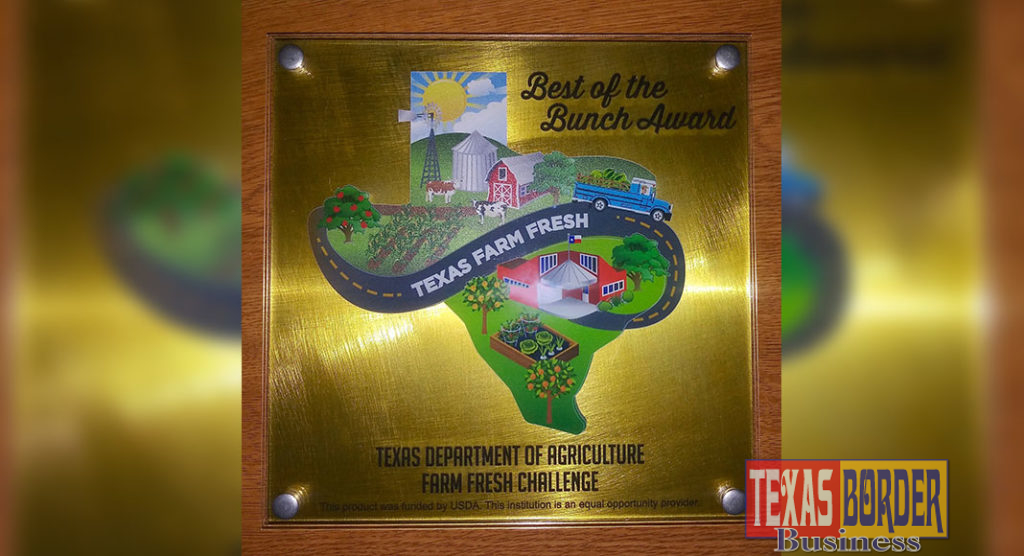 Best of the
Bunch Award
TEXAS FARM FRESH
TEXAS DEPARTMENT OF AGRICULTURE
FARM FRESH CHALLENGE
This product was funded by USDA. This institution is an equal opportunity provider.
TEXAS BORDER
Business